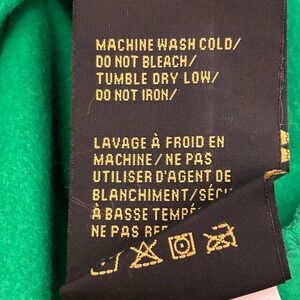 MACHINE WASH COLD/
DO NOT BLEACH/
TUMBLE DRY LOW/
DO NOT IRON/
LAVAGE À FROID EN
MACHINE/NE PAS
UTILISER D'AGENT DE
BLANCHIMENT/
À BASSE
NE PAS